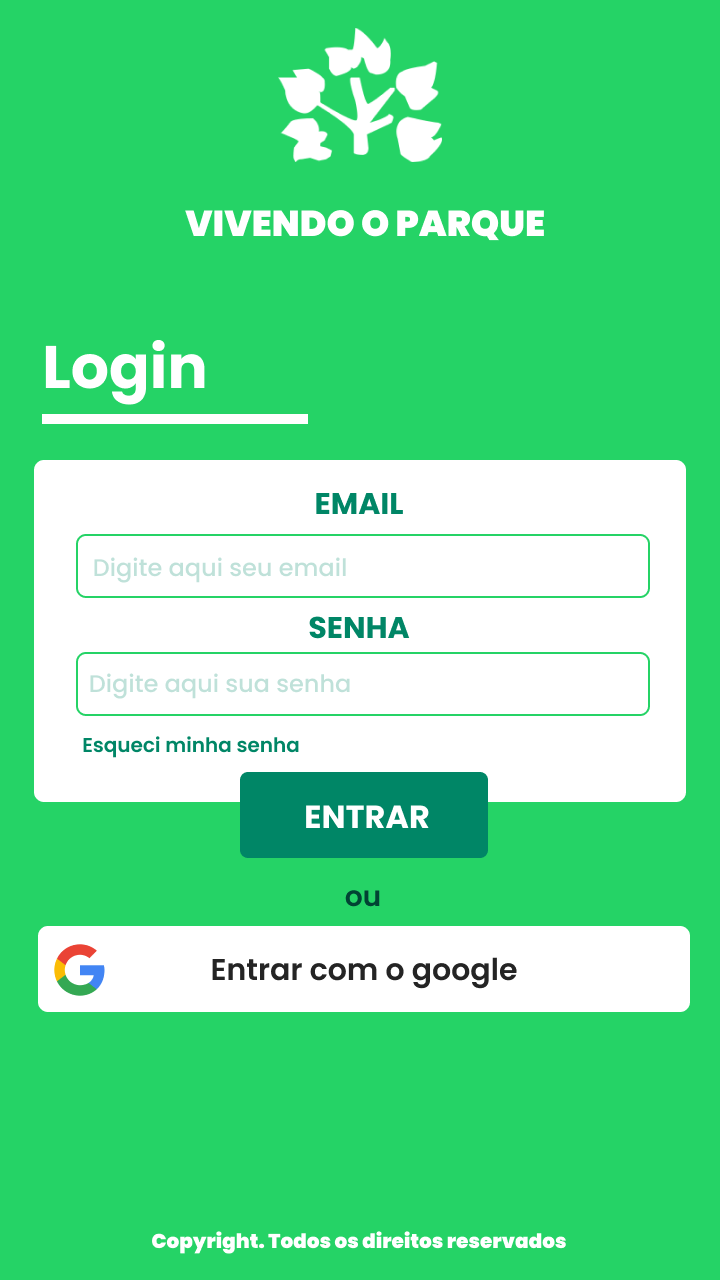 VIVENDO O PARQUE
Login
EMAIL
Digite aqui seu email
SENHA
Digite aqui sua senha
Esqueci minha senha
ENTRAR
ou
Entrar com o google
Copyright. Todos os direitos reservados